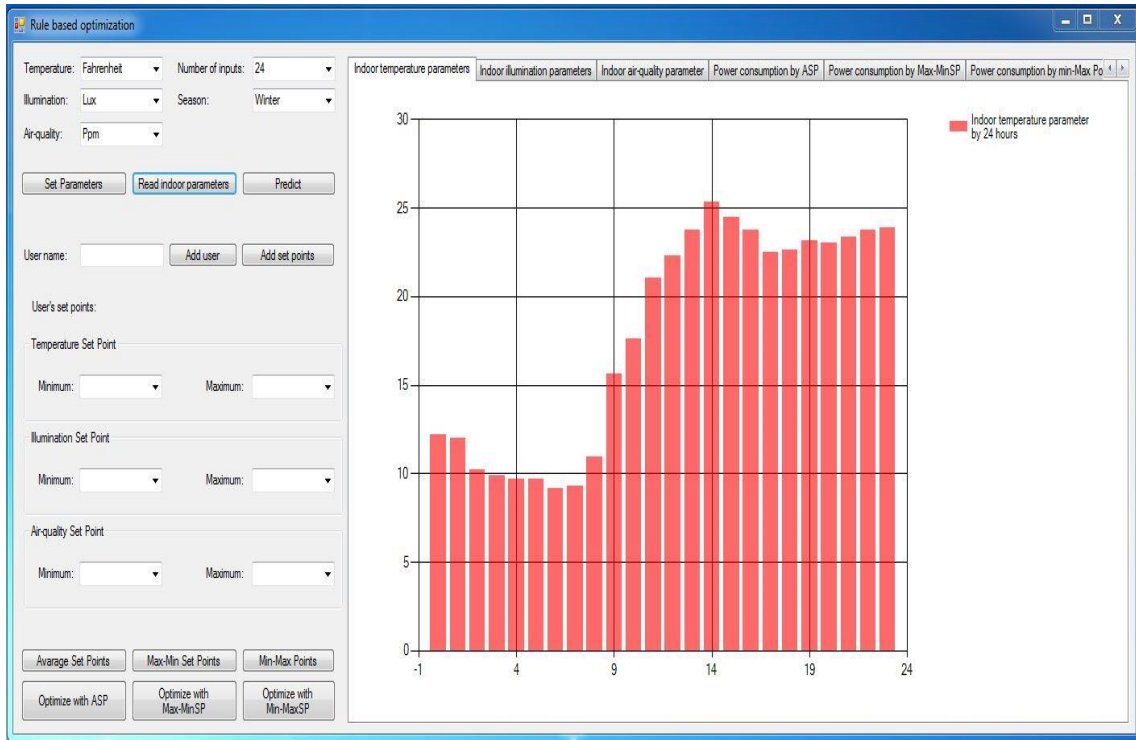 Rule based optimization
Temperature: Fahrenheit Number of inputs: 24
Illumination: Lux Season: Winter
Air-quality: Ppm
Set Parameters Read indoor parameters Predict
User name: Add user Add set points
User's set points:
Temperature Set Point
Minimum: Maximum:
Illumination Set Point
Minimum: Maximum:
Air-quality Set Point
Minimum: Maximum:
Avarage Set Points Max-Min Set Points Min-Max Points
Optimize with ASP
Optimize with
Max-MinSP
Optimize with
Min-MaxSP
Indoor temperature parameters Indoor illumination parameters Indoor air-quality parameter Power consumption by ASP Power consumption by Max-MinSP Power consumption by min-Max Po
30
25
20
15
10
5
0
-1 4 9 14 19 24
Indoor temperature parameter
by 24 hours